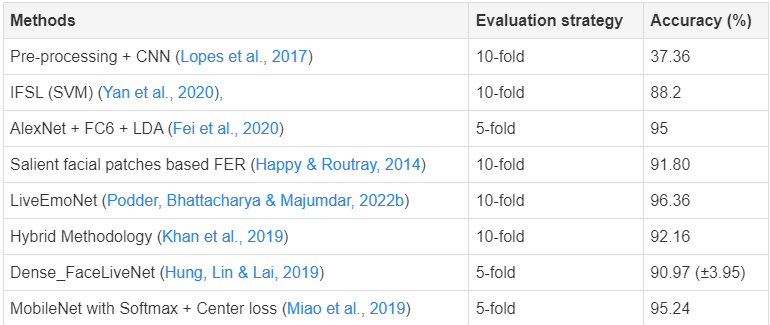 Methods Evaluation strategy Accuracy (%)
Pre-processing + CNN (Lopes et al., 2017) 10-fold 37.36
IFSL (SVM) (Yan et al., 2020), 10-fold 88.2
AlexNet + FC6 + LDA (Fei et al., 2020) 5-fold 95
Salient facial patches based FER (Happy & Routray, 2014) 10-fold 91.80
LiveEmoNet (Podder, Bhattacharya & Majumdar, 2022b) 10-fold 96.36
Hybrid Methodology (Khan et al., 2019) 10-fold 92.16
Dense_FaceLiveNet (Hung, Lin & Lai, 2019) 5-fold 90.97 (±3.95)
MobileNet with Softmax + Center loss (Miao et al., 2019) 5-fold 95.24